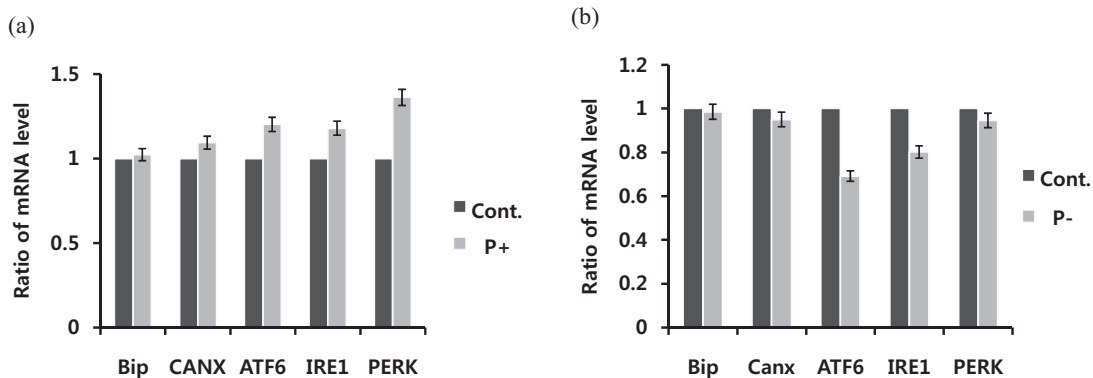 (a)
Ratio of mRNA level
1.5
1
0.5
0
Bip CANX ATF6 IRE1 PERK
Cont.
P+
(b)
Ratio of mRNA level
1.2
1
0.8
0.6
0.4
0.2
0
Bip Canx ATF6 IRE1 PERK
Cont.
P-